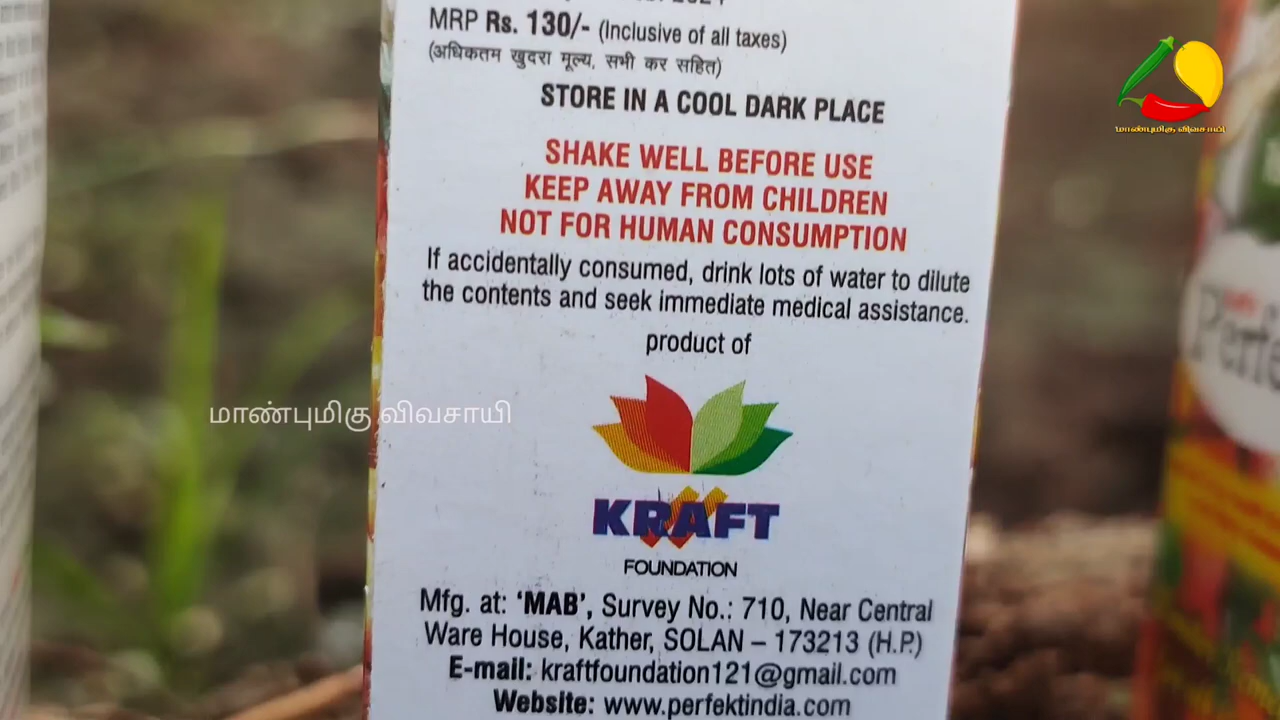 MRP Rs. 130/- (Inclusive of all taxes)
(अधिकतम खुदरा मूल्य, सभी कर सहित)
STORE IN A COOL DARK PLACE
SHAKE WELL BEFORE USE
KEEP AWAY FROM CHILDREN
NOT FOR HUMAN CONSUMPTION
If accidentally consumed, drink lots of water to dilute
the contents and seek immediate medical assistance.
product of
KRAFT
FOUNDATION
Mfg. at: ‘MAB’, Survey No.: 710, Near Central
Ware House, Kather, SOLAN – 173213 (H.P.)
E-mail: kraftfoundation121@gmail.com
Website: www.perfektindia.com
மாண்புமிகு விவசாயி
மாண்புமிகு விவசாயி